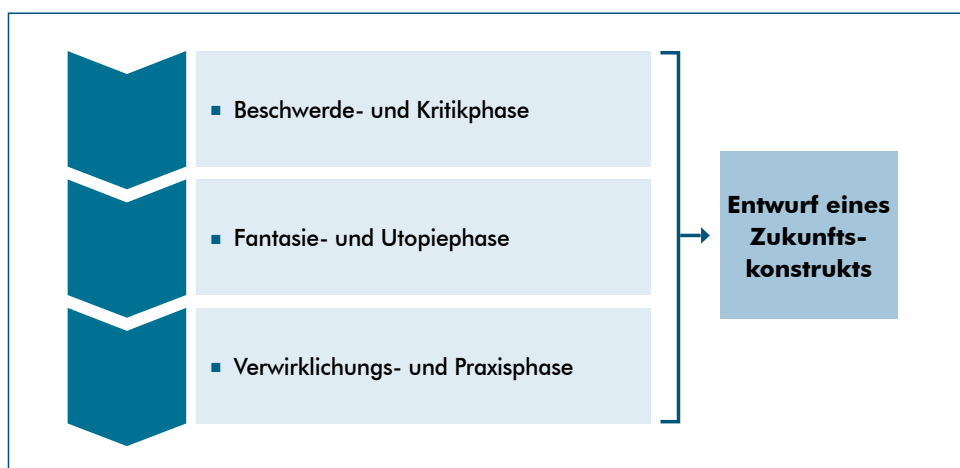 ▪ Beschwerde- und Kritikphase
▪ Fantasie- und Utopiephase
▪ Verwirklichungs- und Praxisphase
Entwurf eines
Zukunfts-
konstrukts